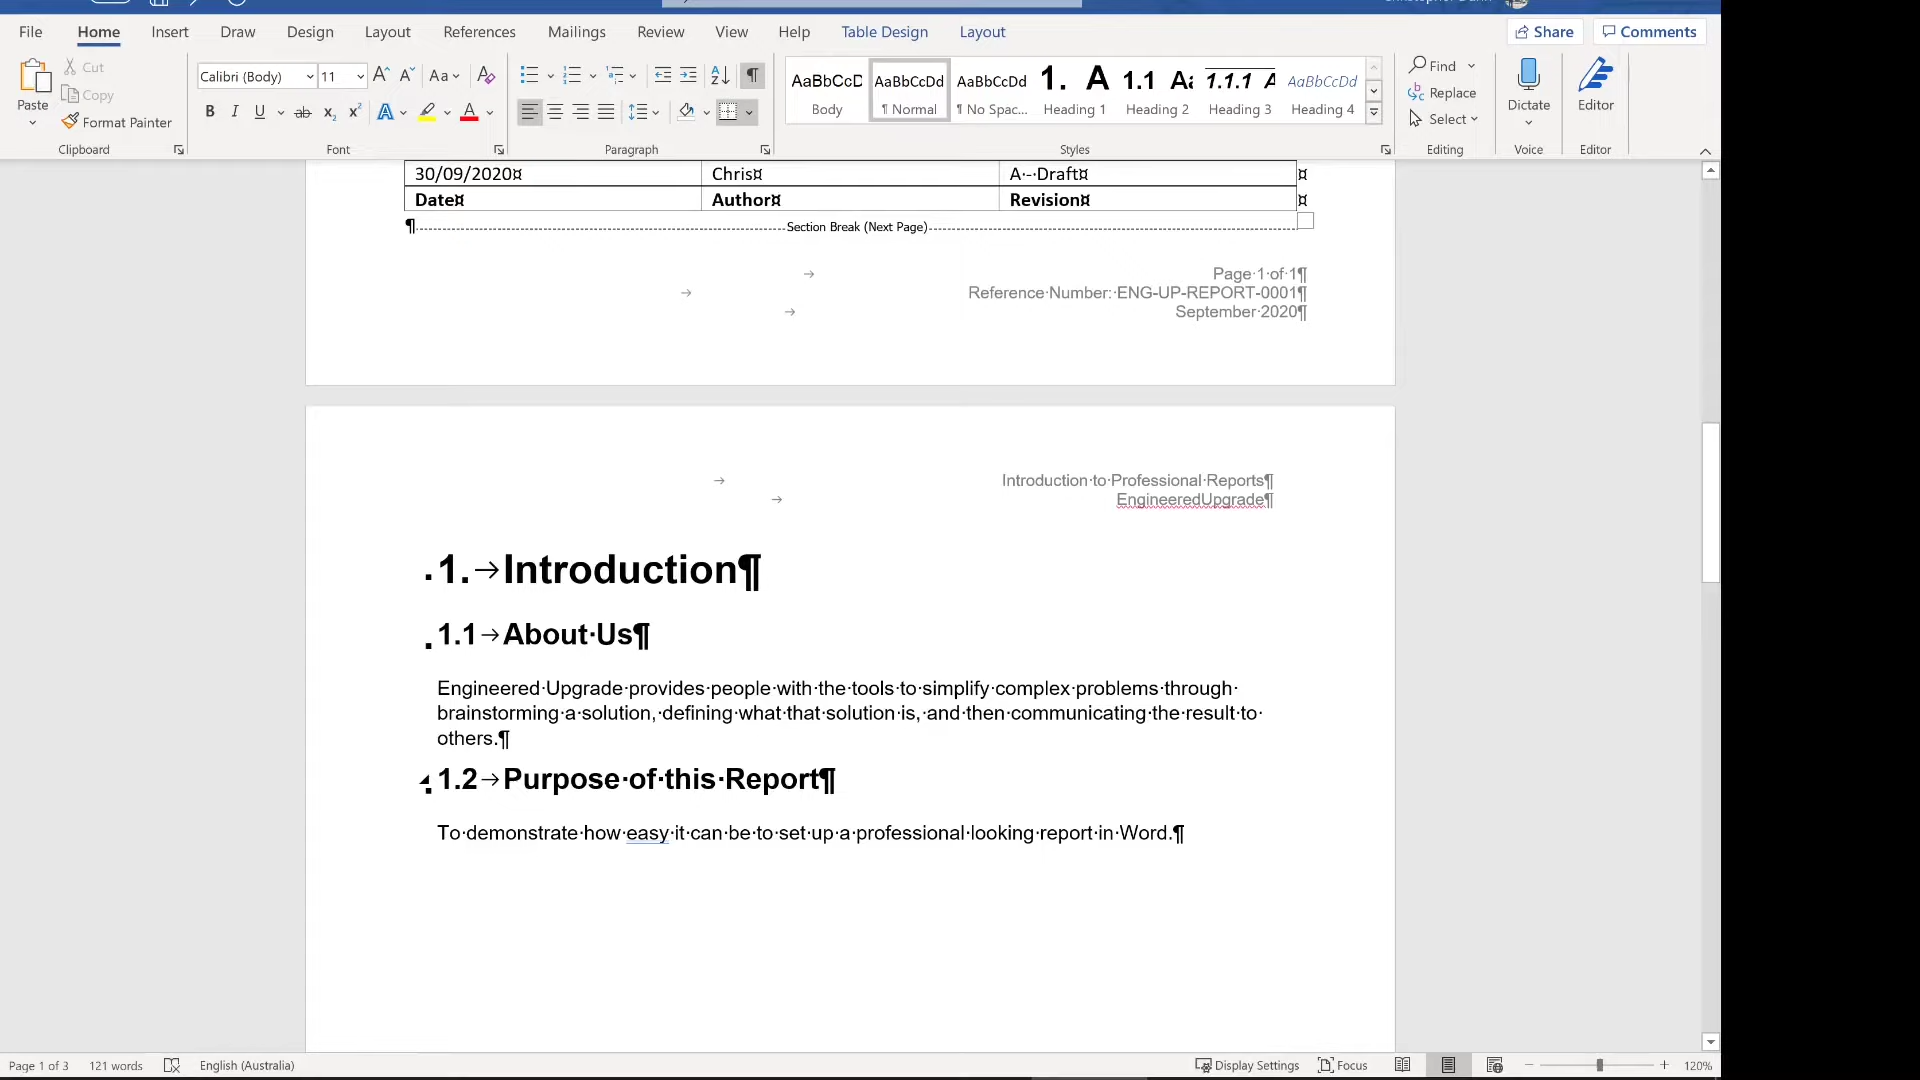 File Home Insert Draw Design Layout References Mailings Review View Help Table Design Layout Share Comments
Paste Cut Copy Format Painter
Calibri (Body) 11
AaBbCcD Body
AaBbCcDd ¶ Normal
AaBbCcDd ¶ No Spac...
1. A Heading 1
1.1 Aa Heading 2
1.1.1 A Heading 3
AaBbCcDd Heading 4
Find
Replace
Select
Dictate
Editor
Clipboard Font Paragraph Styles Editing Voice Editor
30/09/2020¤ Chris¤ A·-·Draft¤ ¤
Date¤ Author¤ Revision¤ ¤
¶ Section Break (Next Page)
→ Page·1·of·1¶
→ Reference·Number:·ENG-UP-REPORT-0001¶
→ September·2020¶
→ Introduction·to·Professional·Reports¶
→ EngineeredUpgrade¶
1.→Introduction¶
1.1→About·Us¶
Engineered·Upgrade·provides·people·with·the·tools·to·simplify·complex·problems·through·
brainstorming·a·solution,·defining·what·that·solution·is,·and·then·communicating·the·result·to·
others.¶
1.2→Purpose·of·this·Report¶
To·demonstrate·how·easy·it·can·be·to·set·up·a·professional·looking·report·in·Word.¶
Page 1 of 3 121 words English (Australia) Display Settings Focus 120%